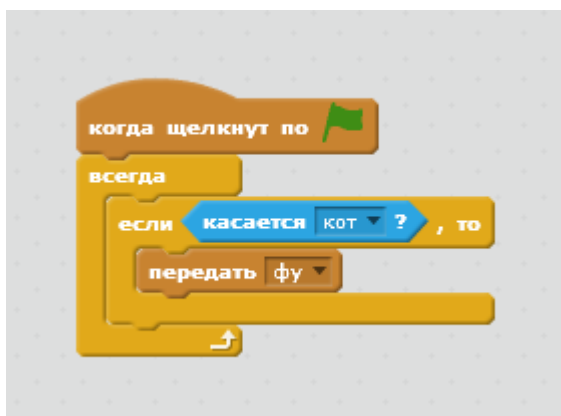 когда щелкнут по
всегда
если касается кот ? , то
передать фу